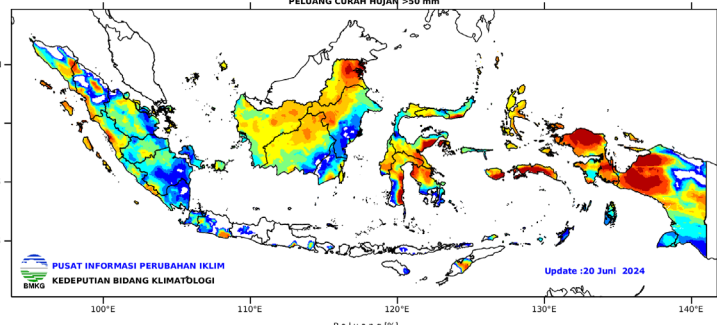 PELUANG CURAH HUJAN >50 mm
PUSAT INFORMASI PERUBAHAN IKLIM
KEDEPUTIAN BIDANG KLIMATOLOGI
BMKG
Update :20 Juni 2024
100°E 110°E 120°E 130°E 140°E